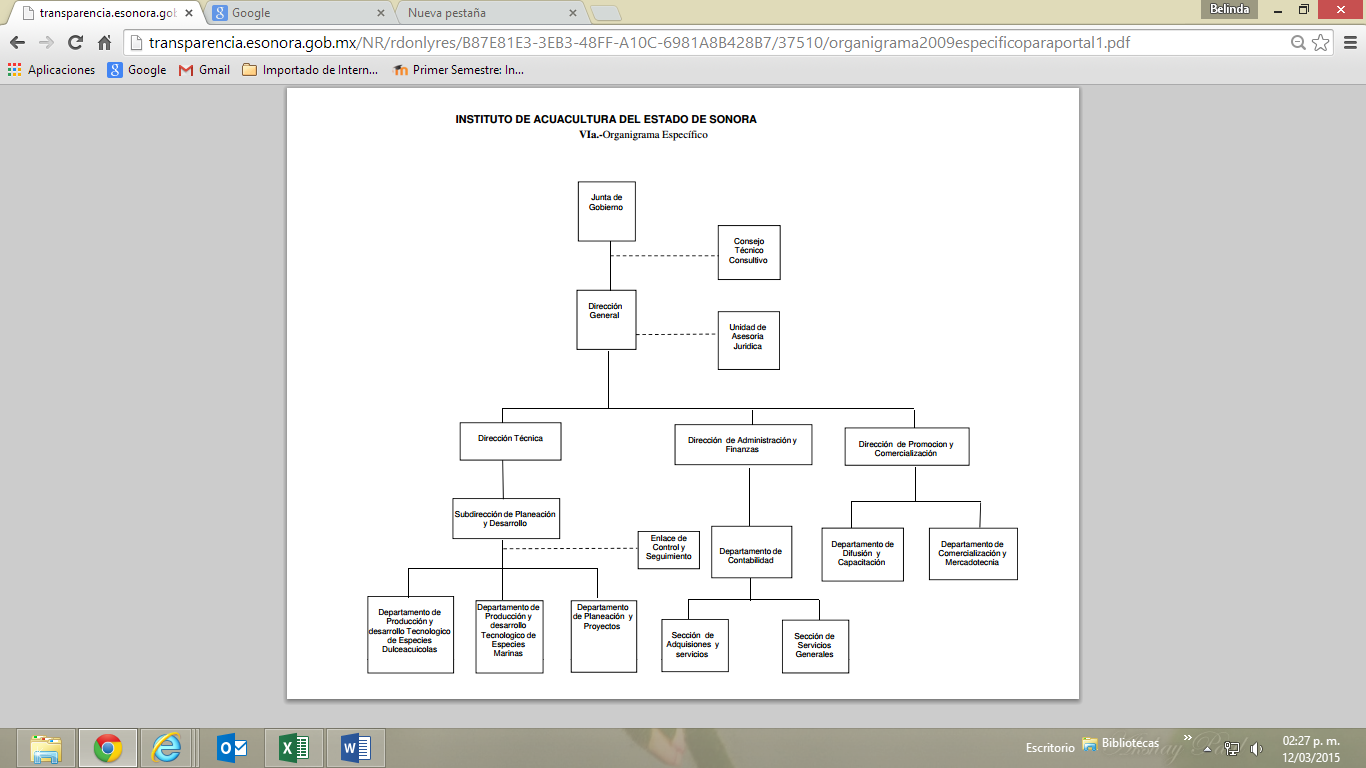 transparencia.esonora.gob
Google
Nueva pestaña
Belinda
transparencia.esonora.gob.mx/NR/rdonlyres/B87E81E3-3EB3-48FF-A10C-6981A8B428B7/37510/organigrama2009especificoparaportal1.pdf
Aplicaciones
Google
Gmail
Importado de Intern...
Primer Semestre: In...
INSTITUTO DE ACUACULTURA DEL ESTADO DE SONORA
VIa.-Organigrama Específico
Junta de
Gobierno
Consejo
Técnico
Consultivo
Dirección
General
Unidad de
Asesoria
Juridica
Dirección Técnica
Dirección de Administración y
Finanzas
Dirección de Promocion y
Comercialización
Subdirección de Planeación
y Desarrollo
Enlace de
Control y
Seguimiento
Departamento de
Contabilidad
Departamento de
Difusión y
Capacitación
Departamento de
Comercialización y
Mercadotecnia
Departamento de
Producción y
desarrollo Tecnologico
de Especies
Dulceacuicolas
Departamento de
Producción y
desarrollo
Tecnologico de
Especies
Marinas
Departamento
de Planeación y
Proyectos
Sección de
Adquisiones y
servicios
Sección de
Servicios
Generales
Escritorio
Bibliotecas
02:27 p. m.
12/03/2015